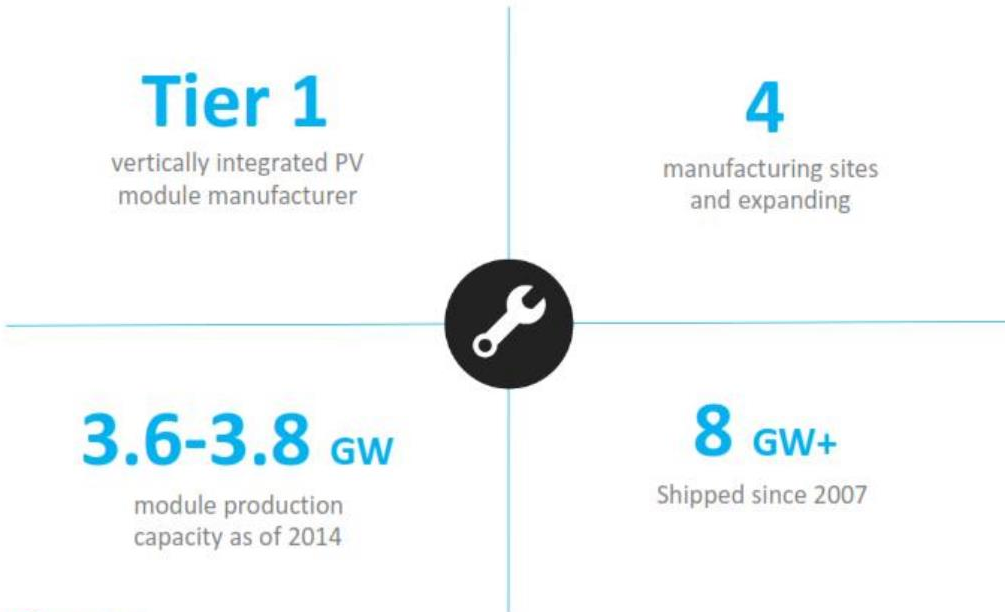 Tier 1
vertically integrated PV
module manufacturer
4
manufacturing sites
and expanding
3.6-3.8 GW
module production
capacity as of 2014
8 GW+
Shipped since 2007